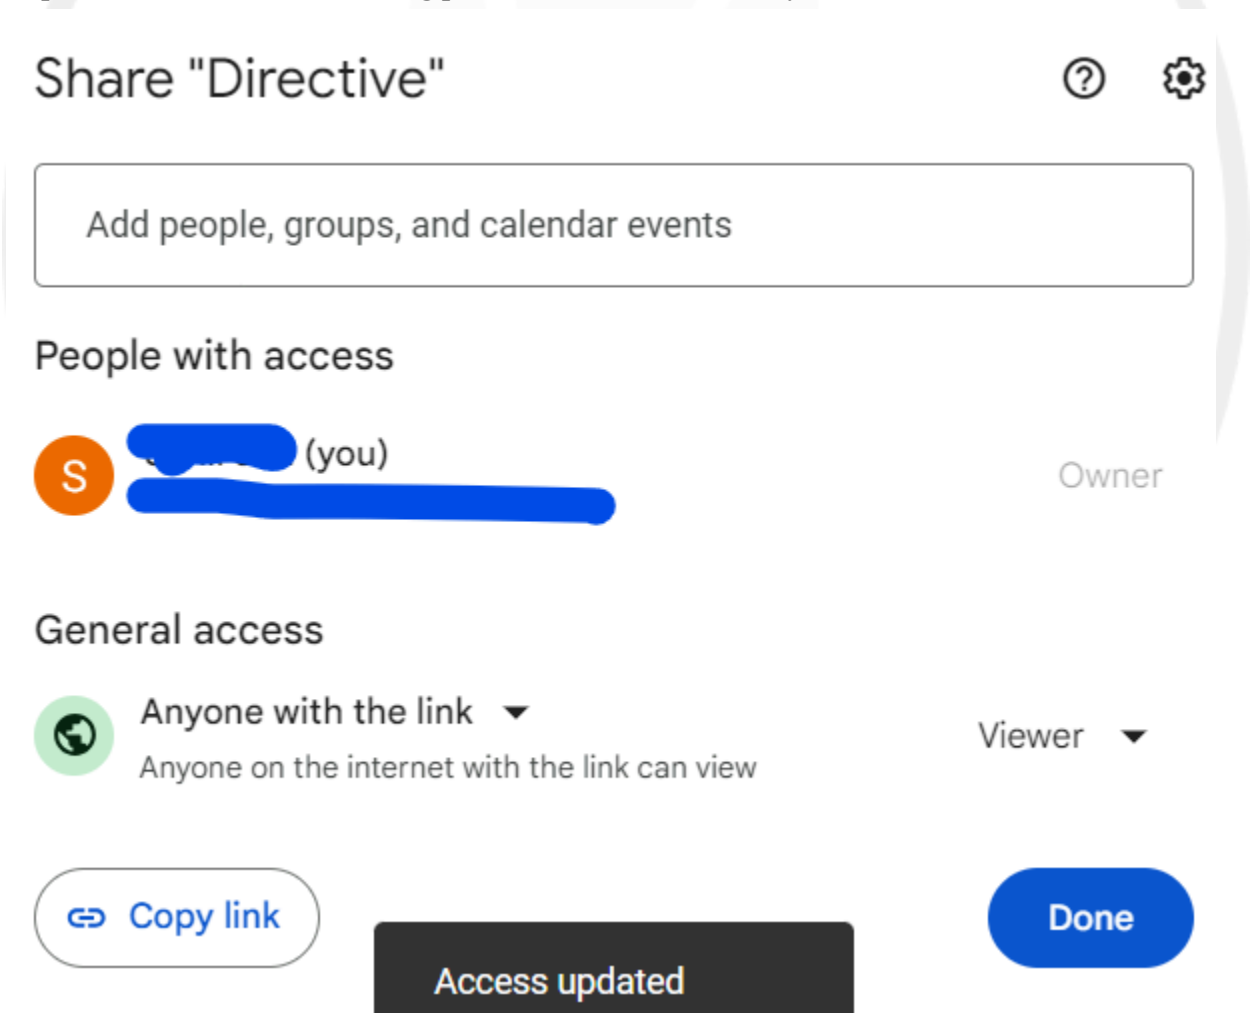 Share "Directive"
Add people, groups, and calendar events
People with access
S
(you)
Owner
General access
Anyone with the link
Anyone on the internet with the link can view
Viewer
Copy link
Done
Access updated